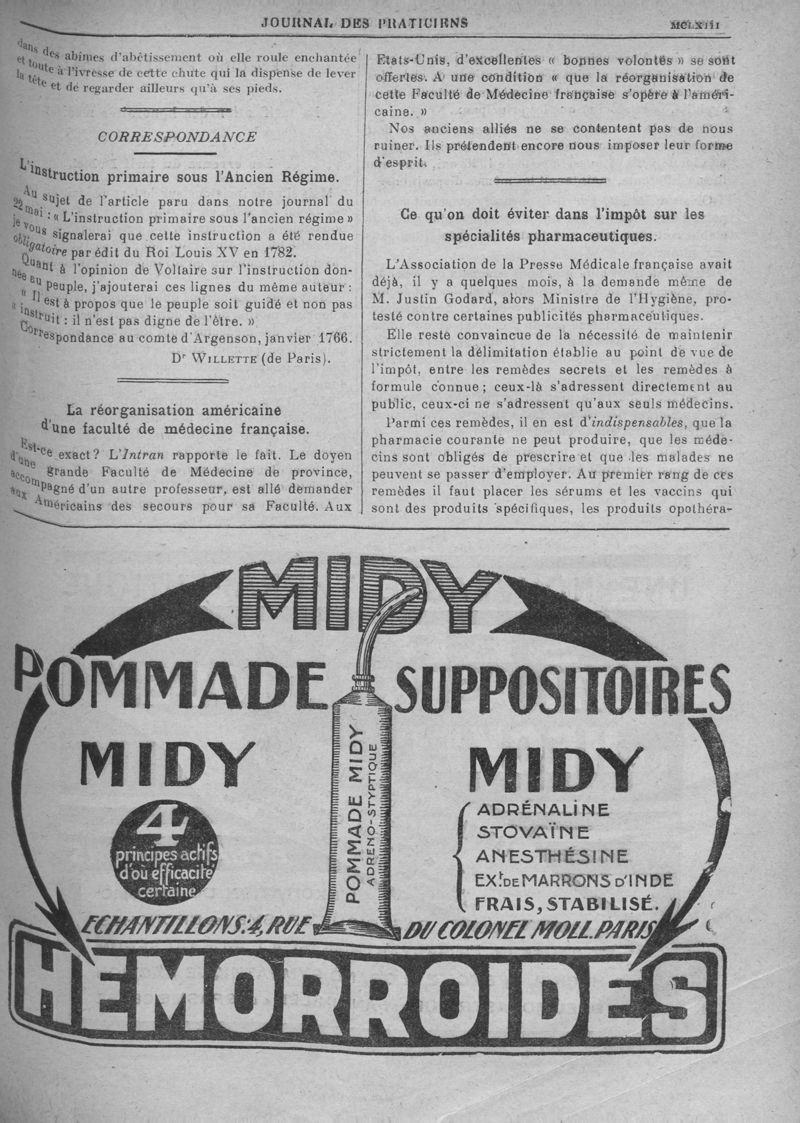 JOURNAL DES PRATICIENS
MCLXIII
dans des abîmes d'abêtissement où elle roule enchantée
et toute à l'ivresse de cette chute qui la dispense de lever
la tête et de regarder ailleurs qu'à ses pieds.
CORRESPONDANCE
L'instruction primaire sous l'Ancien Régime.
Au sujet de l'article paru dans notre journal du
22 mai : « L'instruction primaire sous l'ancien régime »
je vous signalerai que cette instruction a été rendue
obligatoire par édit du Roi Louis XV en 1782.
Quant à l'opinion de Voltaire sur l'instruction don-
née au peuple, j'ajouterai ces lignes du même auteur :
« Il est à propos que le peuple soit guidé et non pas
« instruit : il n'est pas digne de l'être. »
Correspondance au comte d'Argenson, janvier 1766.
Dr WILLETTE (de Paris).
La réorganisation américaine
d'une faculté de médecine française.
Est-ce exact ? L'Intran rapporte le fait. Le doyen
d'une grande Faculté de Médecine de province,
accompagné d'un autre professeur, est allé demander
aux Américains des secours pour sa Faculté. Aux
Etats-Unis, d'excellentes « bonnes volontés » se sont
offertes. A une condition « que la réorganisation de
cette Faculté de Médecine française s'opère à l'améri-
caine. »
Nos anciens alliés ne se contentent pas de nous
ruiner. Ils prétendent encore nous imposer leur forme
d'esprit.
Ce qu'on doit éviter dans l'impôt sur les
spécialités pharmaceutiques.
L'Association de la Presse Médicale française avait
déjà, il y a quelques mois, à la demande même de
M. Justin Godard, alors Ministre de l'Hygiène, pro-
testé contre certaines publicités pharmaceutiques.
Elle reste convaincue de la nécessité de maintenir
strictement la délimitation établie au point de vue de
l'impôt, entre les remèdes secrets et les remèdes à
formule connue ; ceux-là s'adressent directement au
public, ceux-ci ne s'adressent qu'aux seuls médecins.
Parmi ces remèdes, il en est d'indispensables, que la
pharmacie courante ne peut produire, que les méde-
cins sont obligés de prescrire et que les malades ne
peuvent se passer d'employer. Au premier rang de ces
remèdes il faut placer les sérums et les vaccins qui
sont des produits spécifiques, les produits opothéra-
MIDY
POMMADE
MIDY
4
principes actifs
d'où efficacité
certaine
POMMADE MIDY
ADRENO-STYPTIQUE
SUPPOSITOIRES
MIDY
ADRÉNALINE
STOVAÏNE
ANESTHÉSINE
EXt DE MARRONS D'INDE
FRAIS, STABILISÉ.
ECHANTILLONS: 4, RUE DU COLONEL MOLL. PARIS
HEMORROIDES